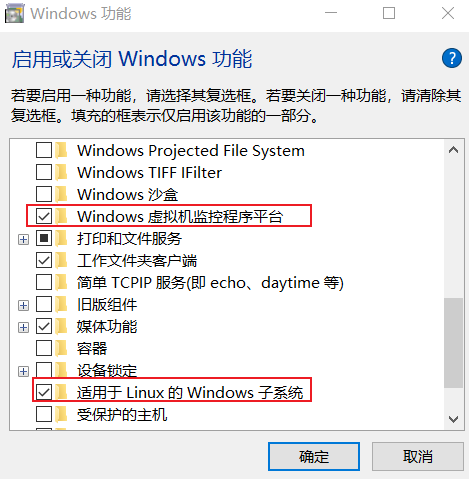 Windows 功能
启用或关闭 Windows 功能
?
若要启用一种功能，请选择其复选框。若要关闭一种功能，请清除其
复选框。填充的框表示仅启用该功能的一部分。
Windows Projected File System
Windows TIFF IFilter
Windows 沙盒
Windows 虚拟机监控程序平台
打印和文件服务
工作文件夹客户端
简单 TCPIP 服务(即 echo、daytime 等)
旧版组件
媒体功能
容器
设备锁定
适用于 Linux 的 Windows 子系统
受保护的主机
确定
取消